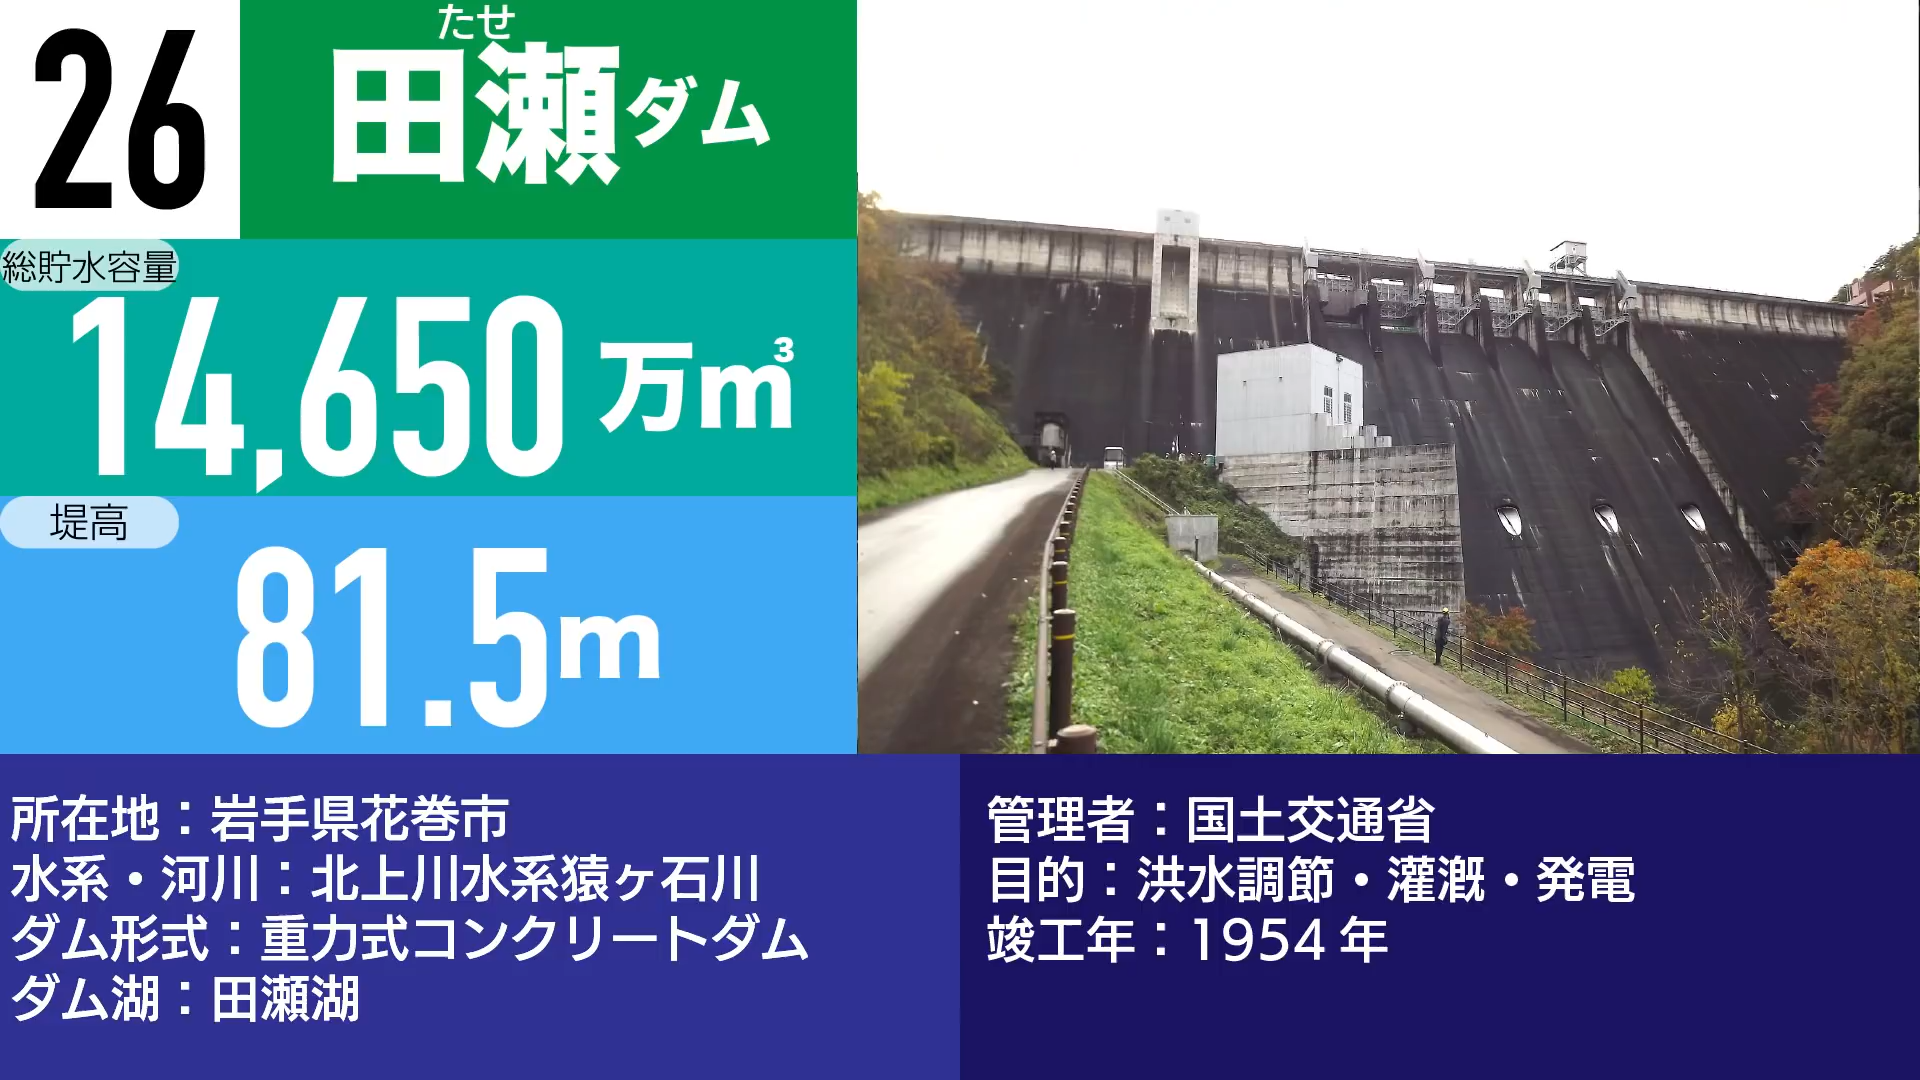 26
たせ
田瀬ダム
総貯水容量
14,650万㎥
堤高
81.5m
所在地：岩手県花巻市
水系・河川：北上川水系猿ヶ石川
ダム形式：重力式コンクリートダム
ダム湖：田瀬湖
管理者：国土交通省
目的：洪水調節・灌漑・発電
竣工年：1954年